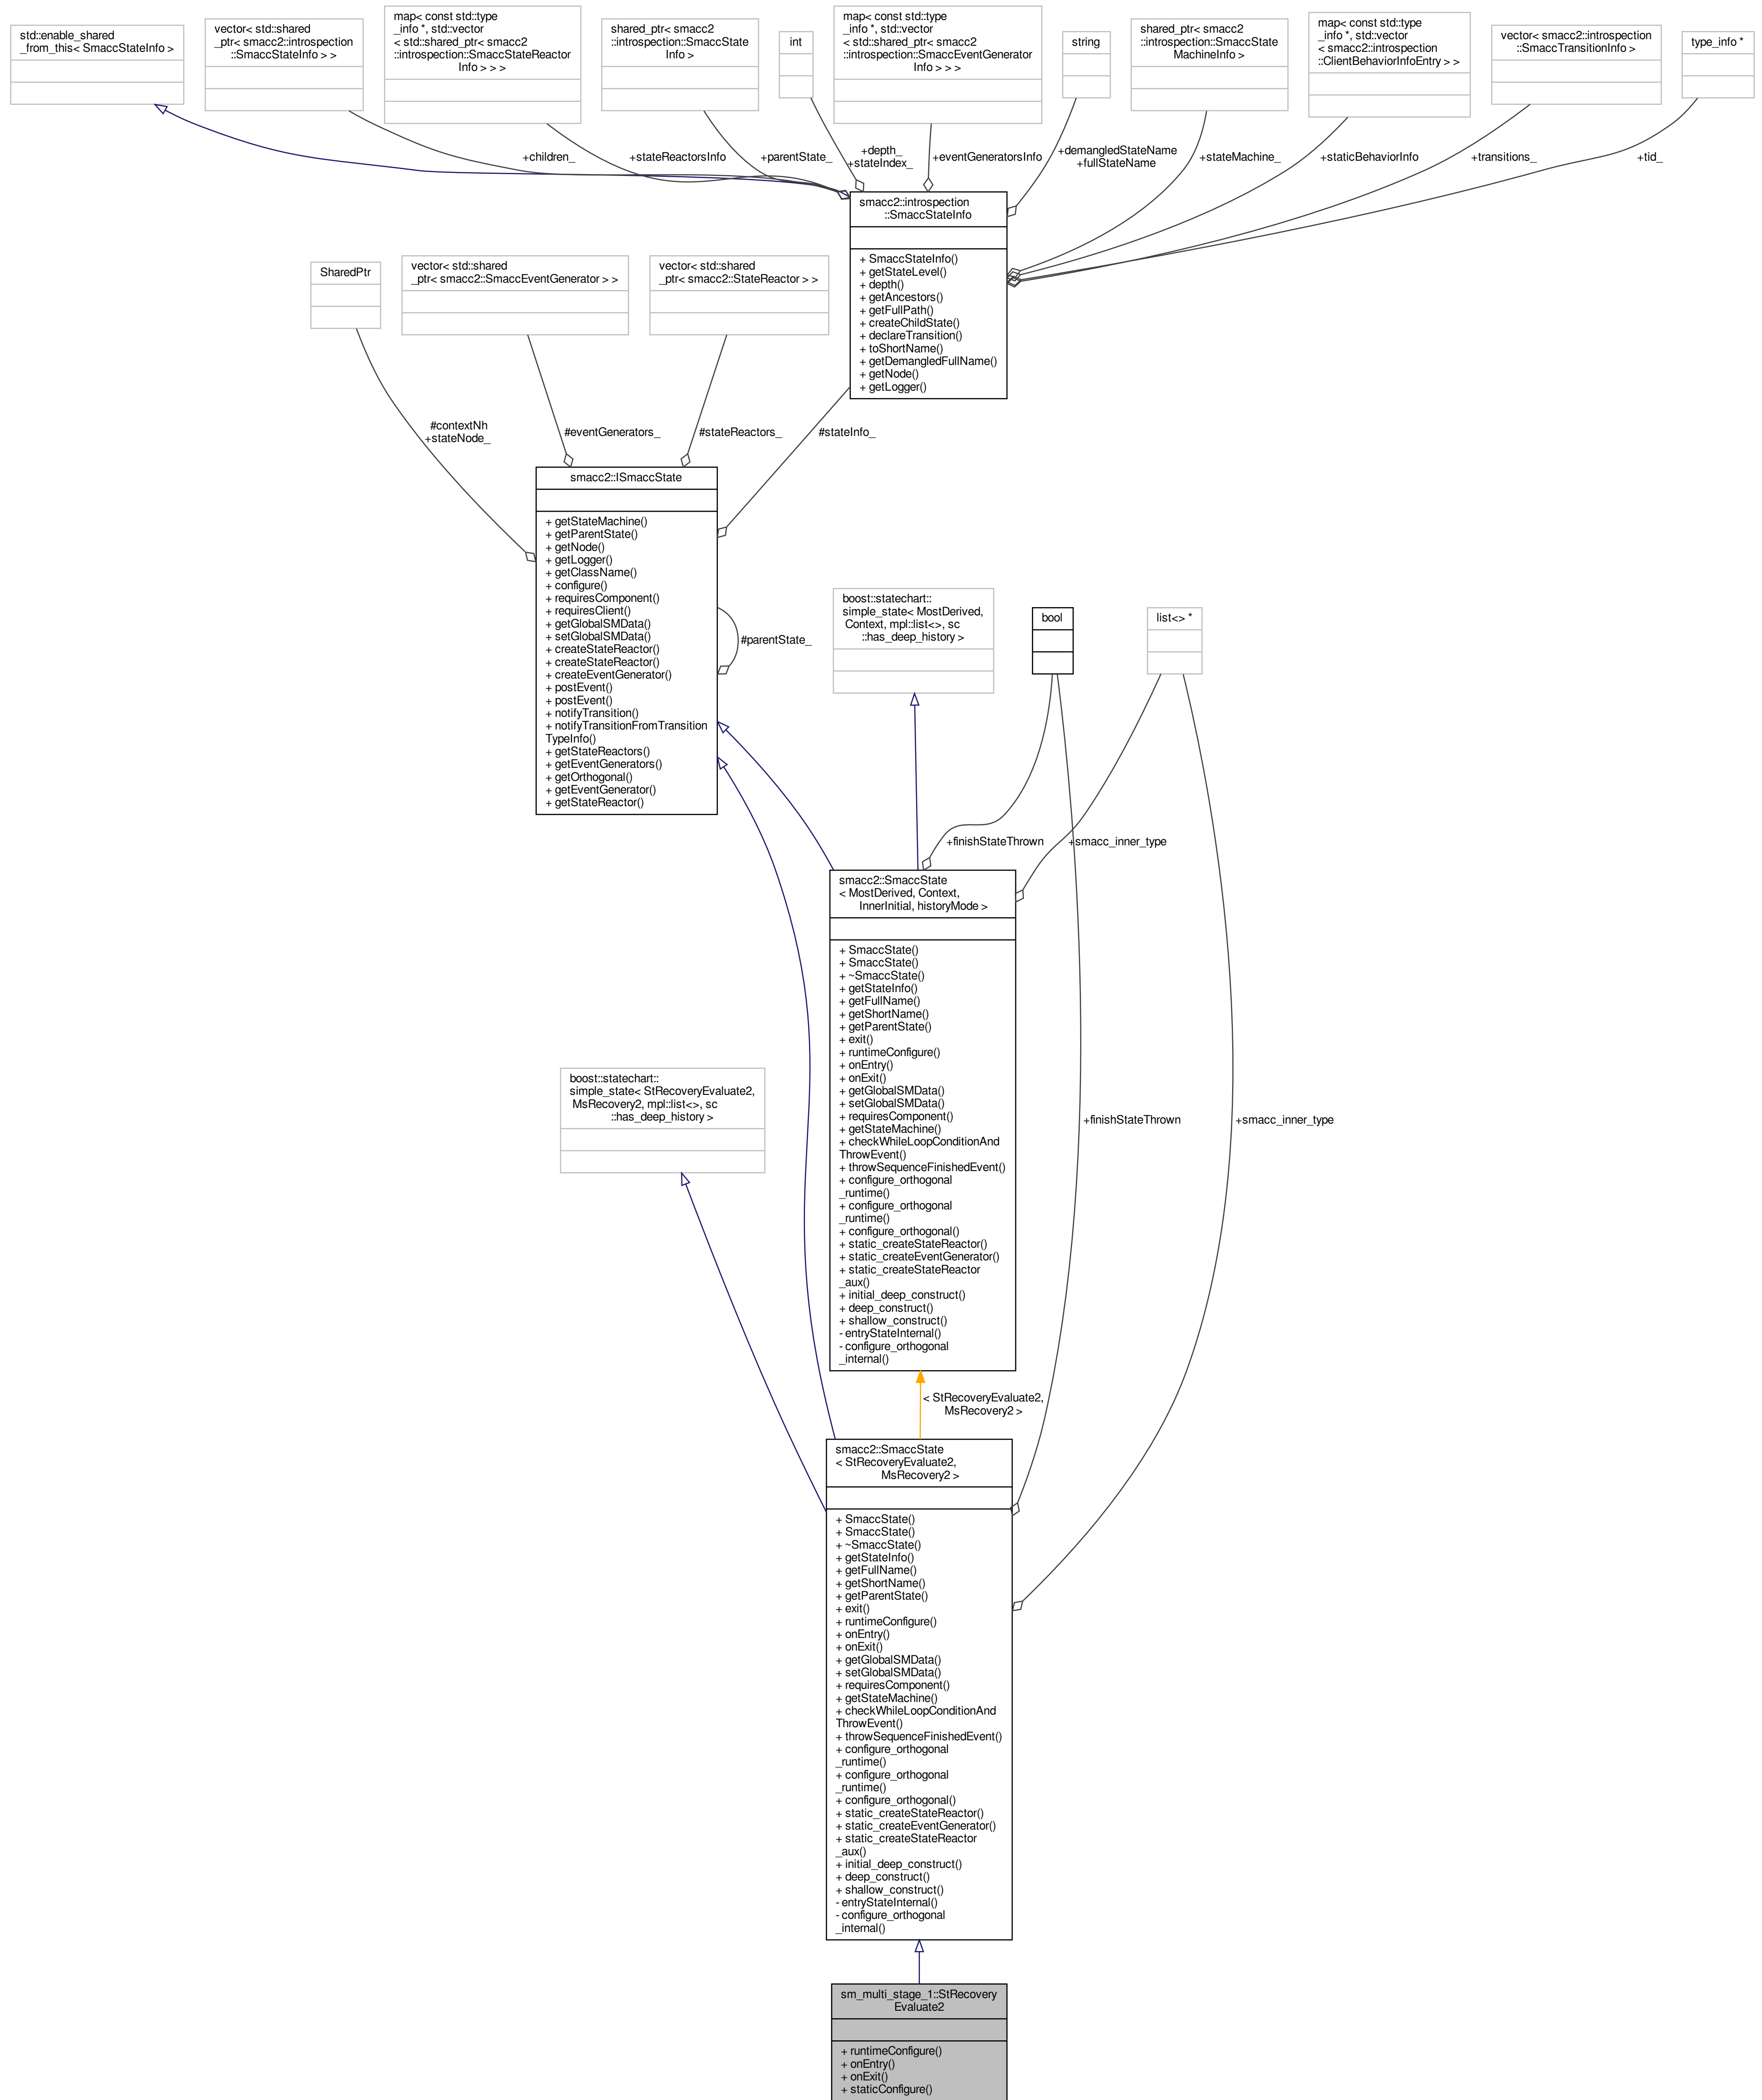 std::enable_shared
_from_this< SmaccStateInfo >
vector< std::shared
_ptr< smacc2::introspection
::SmaccStateInfo > >
map< const std::type
_info *, std::vector
< std::shared_ptr< smacc2
::introspection::SmaccStateReactor
Info > > >
shared_ptr< smacc2
::introspection::SmaccState
Info >
int
map< const std::type
_info *, std::vector
< std::shared_ptr< smacc2
::introspection::SmaccEventGenerator
Info > > >
string
shared_ptr< smacc2
::introspection::SmaccState
MachineInfo >
map< const std::type
_info *, std::vector
< smacc2::introspection
::ClientBehaviorInfoEntry > >
vector< smacc2::introspection
::SmaccTransitionInfo >
type_info *
+children_
+stateReactorsInfo
+parentState_
+depth_
+stateIndex_
+eventGeneratorsInfo
+demangledStateName
+fullStateName
+stateMachine_
+staticBehaviorInfo
+transitions_
+tid_
smacc2::introspection
::SmaccStateInfo
+ SmaccStateInfo()
+ getStateLevel()
+ depth()
+ getAncestors()
+ getFullPath()
+ createChildState()
+ declareTransition()
+ toShortName()
+ getDemangledFullName()
+ getNode()
+ getLogger()
SharedPtr
vector< std::shared
_ptr< smacc2::SmaccEventGenerator > >
vector< std::shared
_ptr< smacc2::StateReactor > >
#contextNh
+stateNode_
#eventGenerators_
#stateReactors_
#stateInfo_
smacc2::ISmaccState
+ getStateMachine()
+ getParentState()
+ getNode()
+ getLogger()
+ getClassName()
+ configure()
+ requiresComponent()
+ requiresClient()
+ getGlobalSMData()
+ setGlobalSMData()
+ createStateReactor()
+ createStateReactor()
+ createEventGenerator()
+ postEvent()
+ postEvent()
+ notifyTransition()
+ notifyTransitionFromTransition
TypeInfo()
+ getStateReactors()
+ getEventGenerators()
+ getOrthogonal()
+ getEventGenerator()
+ getStateReactor()
#parentState_
boost::statechart::
simple_state< MostDerived,
Context, mpl::list<>, sc
::has_deep_history >
bool
list<> *
+finishStateThrown
+smacc_inner_type
smacc2::SmaccState
< MostDerived, Context,
InnerInitial, historyMode >
+ SmaccState()
+ SmaccState()
+ ~SmaccState()
+ getStateInfo()
+ getFullName()
+ getShortName()
+ getParentState()
+ exit()
+ runtimeConfigure()
+ onEntry()
+ onExit()
+ getGlobalSMData()
+ setGlobalSMData()
+ requiresComponent()
+ getStateMachine()
+ checkWhileLoopConditionAnd
ThrowEvent()
+ throwSequenceFinishedEvent()
+ configure_orthogonal
_runtime()
+ configure_orthogonal
_runtime()
+ configure_orthogonal()
+ static_createStateReactor()
+ static_createEventGenerator()
+ static_createStateReactor
_aux()
+ initial_deep_construct()
+ deep_construct()
+ shallow_construct()
- entryStateInternal()
- configure_orthogonal
_internal()
boost::statechart::
simple_state< StRecoveryEvaluate2,
MsRecovery2, mpl::list<>, sc
::has_deep_history >
+finishStateThrown
+smacc_inner_type
< StRecoveryEvaluate2,
MsRecovery2 >
smacc2::SmaccState
< StRecoveryEvaluate2,
MsRecovery2 >
+ SmaccState()
+ SmaccState()
+ ~SmaccState()
+ getStateInfo()
+ getFullName()
+ getShortName()
+ getParentState()
+ exit()
+ runtimeConfigure()
+ onEntry()
+ onExit()
+ getGlobalSMData()
+ setGlobalSMData()
+ requiresComponent()
+ getStateMachine()
+ checkWhileLoopConditionAnd
ThrowEvent()
+ throwSequenceFinishedEvent()
+ configure_orthogonal
_runtime()
+ configure_orthogonal
_runtime()
+ configure_orthogonal()
+ static_createStateReactor()
+ static_createEventGenerator()
+ static_createStateReactor
_aux()
+ initial_deep_construct()
+ deep_construct()
+ shallow_construct()
- entryStateInternal()
- configure_orthogonal
_internal()
sm_multi_stage_1::StRecovery
Evaluate2
+ runtimeConfigure()
+ onEntry()
+ onExit()
+ staticConfigure()